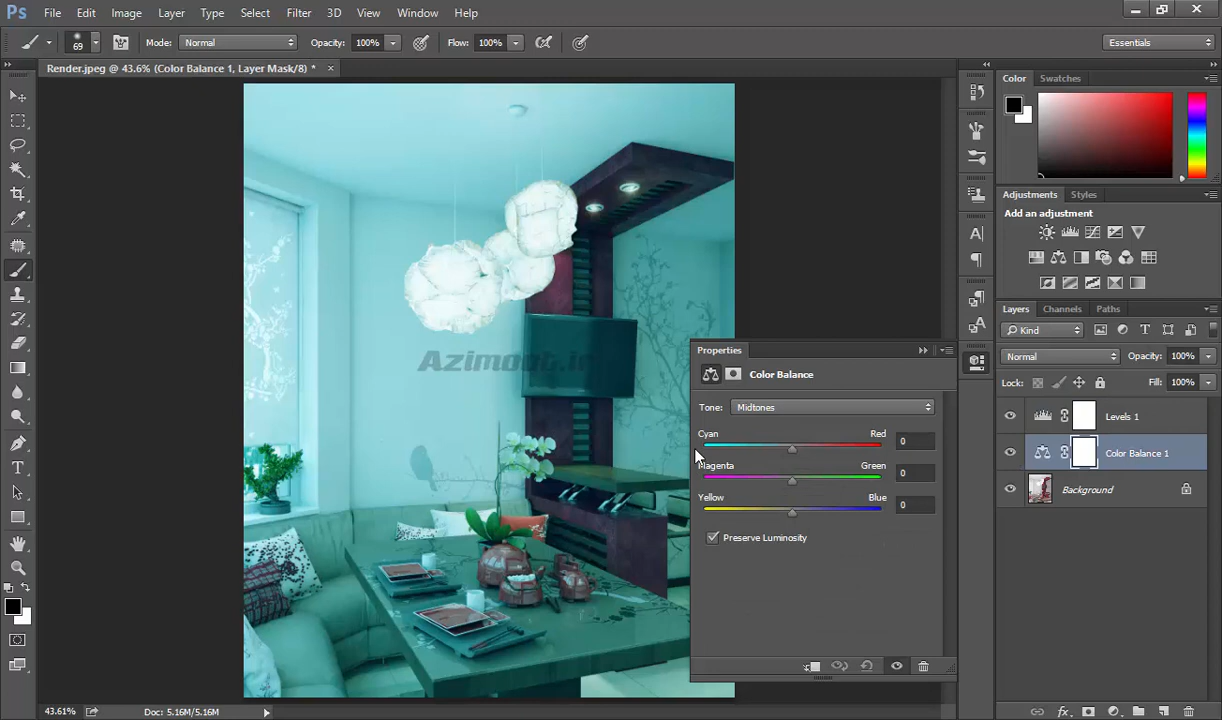 Ps File Edit Image Layer Type Select Filter 3D View Window Help
69 Mode: Normal Opacity: 100% Flow: 100% Essentials
Render.jpeg @ 43.6% (Color Balance 1, Layer Mask/8) * ×
Color Swatches
Adjustments Styles
Add an adjustment
Layers Channels Paths
Kind
Normal Opacity: 100%
Lock: Fill: 100%
Levels 1
Color Balance 1
Background
Azimoot.ir
Properties
Color Balance
Tone: Midtones
Cyan Red 0
Magenta Green 0
Yellow Blue 0
Preserve Luminosity
43.61% Doc: 5.16M/5.16M